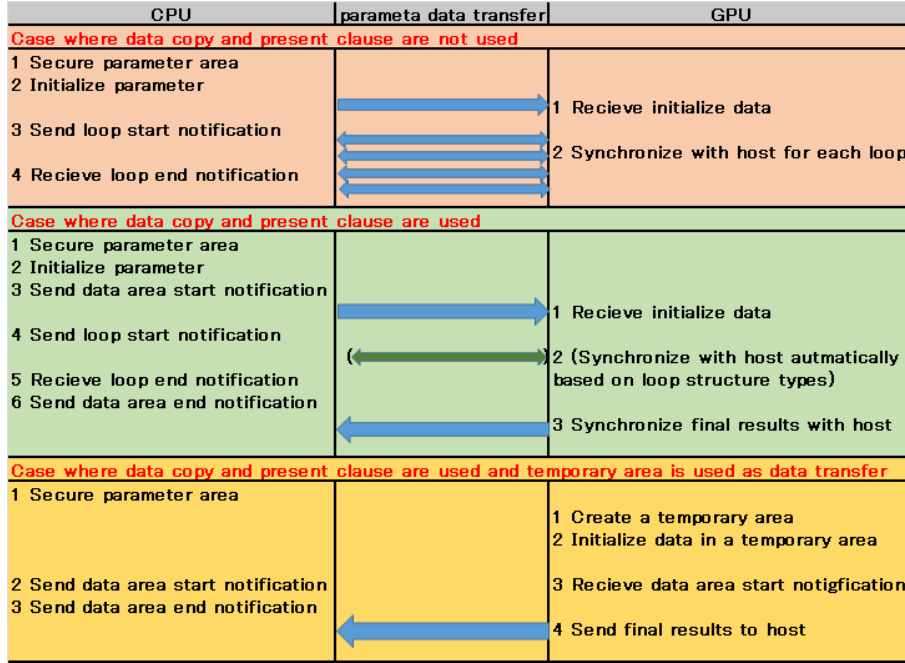 CPU parameta data transfer GPU
Case where data copy and present clause are not used
1 Secure parameter area
2 Initialize parameter
1 Recieve initialize data
3 Send loop start notification
2 Synchronize with host for each loop
4 Recieve loop end notification
Case where data copy and present clause are used
1 Secure parameter area
2 Initialize parameter
3 Send data area start notification
1 Recieve initialize data
4 Send loop start notification
( ) 2 (Synchronize with host autmatically
5 Recieve loop end notification based on loop structure types)
6 Send data area end notification
3 Synchronize final results with host
Case where data copy and present clause are used and temporary area is used as data transfer
1 Secure parameter area
1 Create a temporary area
2 Initialize data in a temporary area
2 Send data area start notification 3 Recieve data area start notigfication
3 Send data area end notification
4 Send final results to host